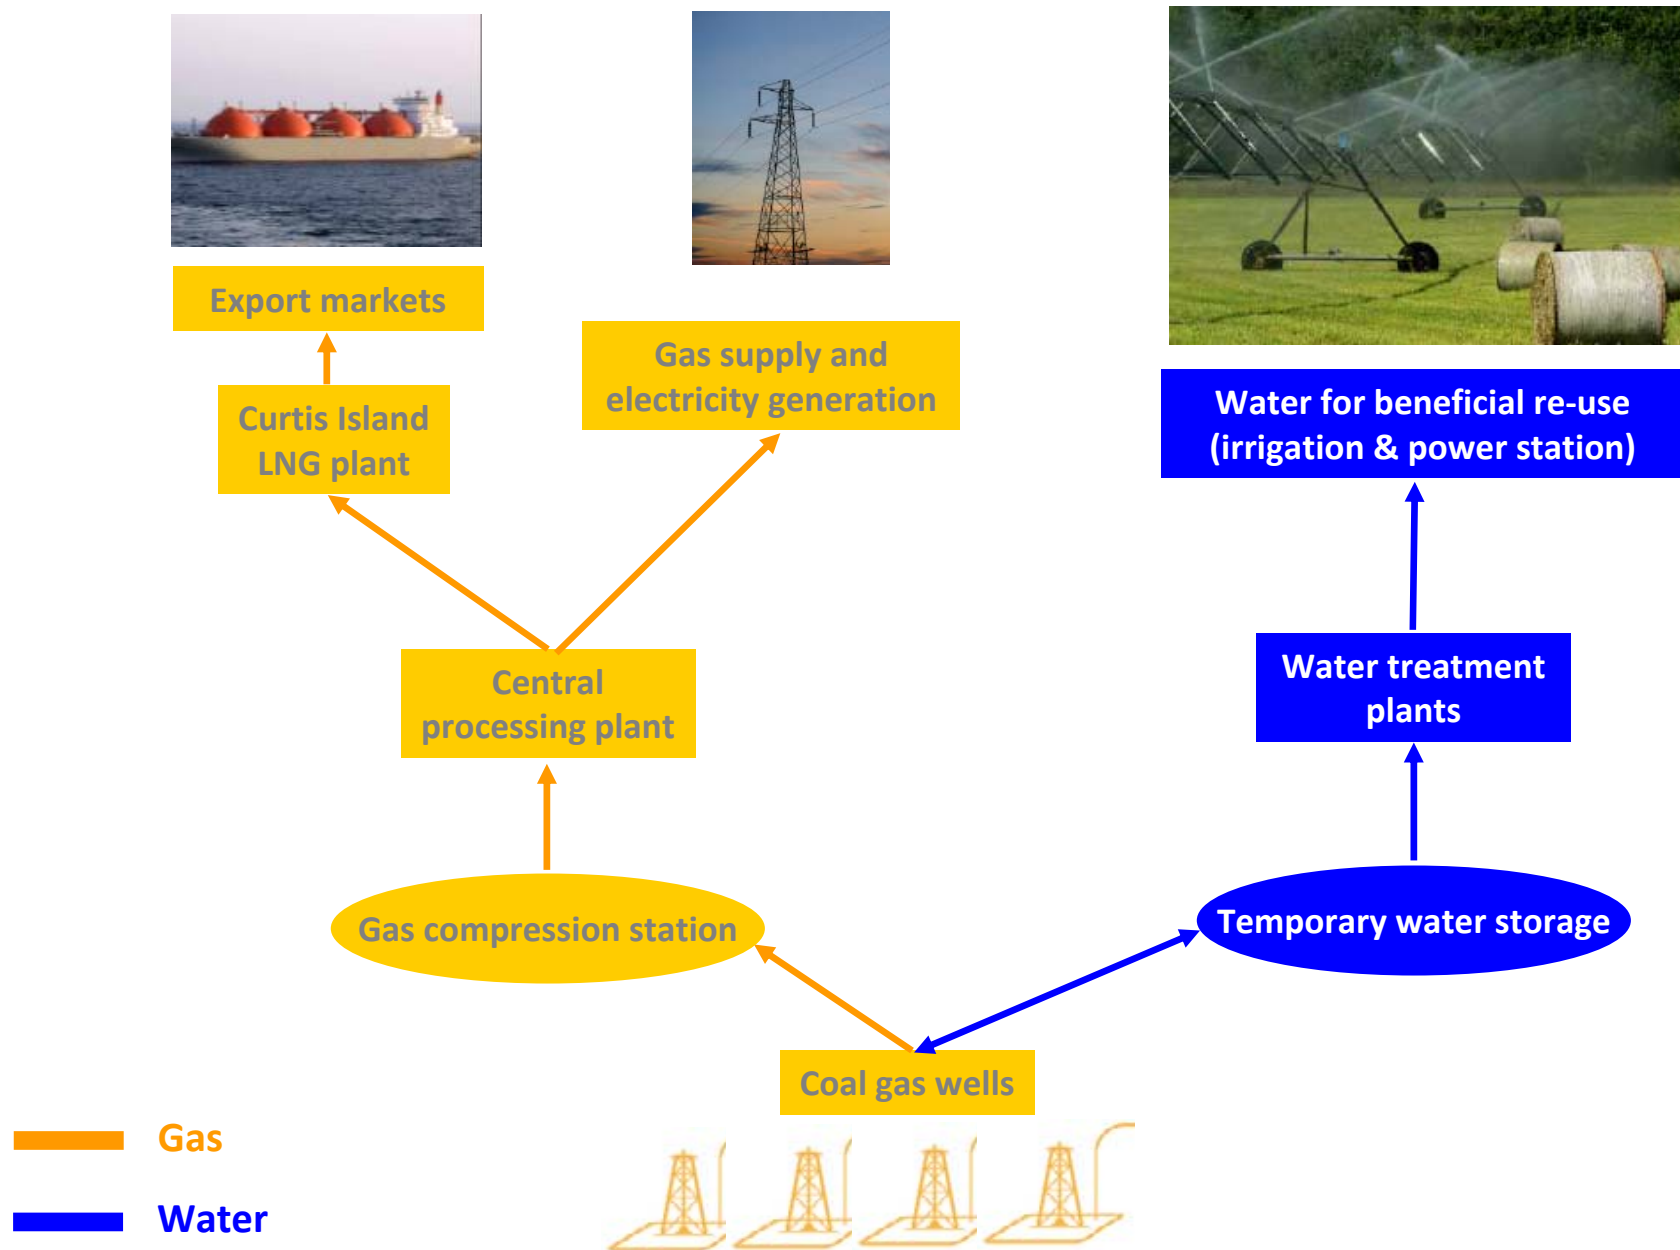 Export markets
Gas supply and
electricity generation
Water for beneficial re-use
(irrigation & power station)
Curtis Island
LNG plant
Central
processing plant
Water treatment
plants
Gas compression station
Temporary water storage
Coal gas wells
Gas
Water